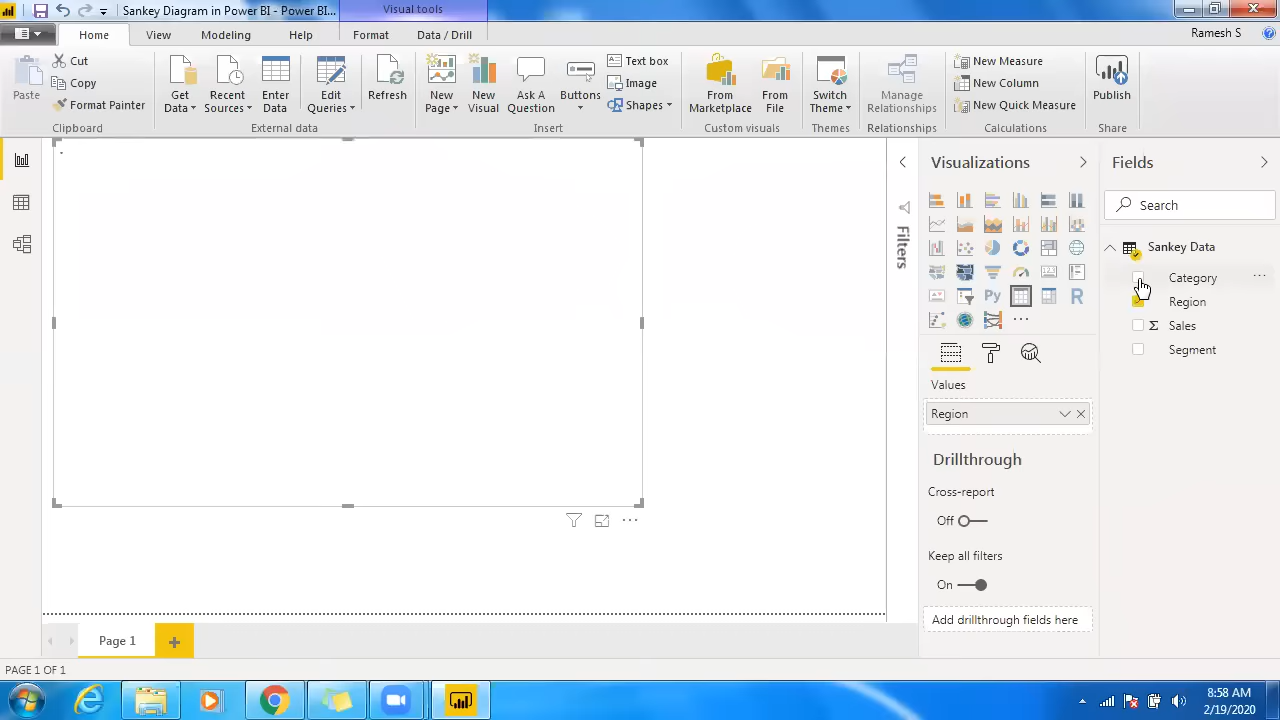 Sankey Diagram in Power BI - Power BI...
Visual tools
Home
View
Modeling
Help
Format
Data / Drill
Ramesh S
Paste
Cut
Copy
Format Painter
Clipboard
Get
Data
Recent
Sources
Enter
Data
Edit
Queries
Refresh
External data
New
Page
New
Visual
Ask A
Question
Buttons
Text box
Image
Shapes
Insert
From
Marketplace
From
File
Custom visuals
Switch
Theme
Themes
Manage
Relationships
Relationships
New Measure
New Column
New Quick Measure
Calculations
Publish
Share
Filters
Visualizations
Py
R
Values
Region
Drillthrough
Cross-report
Off
Keep all filters
On
Add drillthrough fields here
Fields
Search
Sankey Data
Category
Region
Σ Sales
Segment
Page 1
PAGE 1 OF 1
8:58 AM
2/19/2020